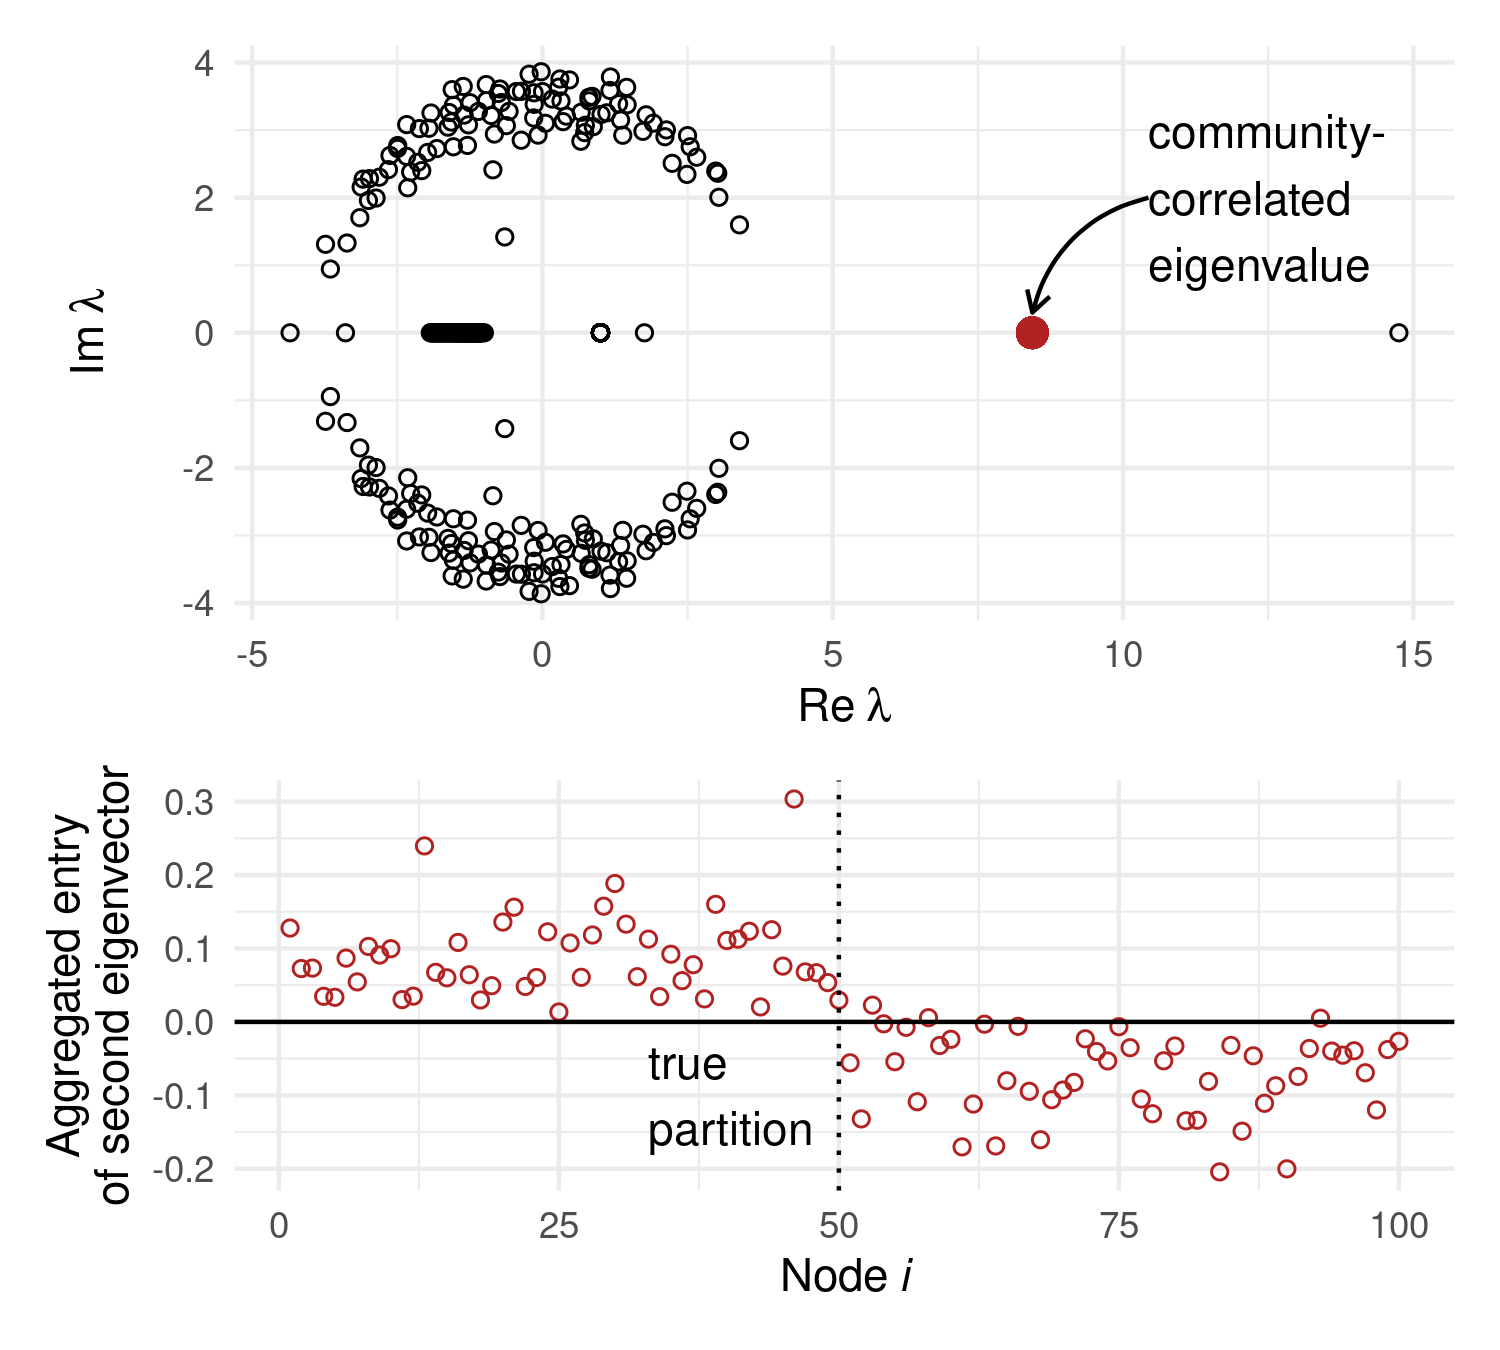 4
2
0
-2
-4
Im λ
community-
correlated
eigenvalue
-5 0 5 10 15
Re λ
0.3
0.2
0.1
0.0
-0.1
-0.2
Aggregated entry
of second eigenvector
true
partition
0 25 50 75 100
Node i